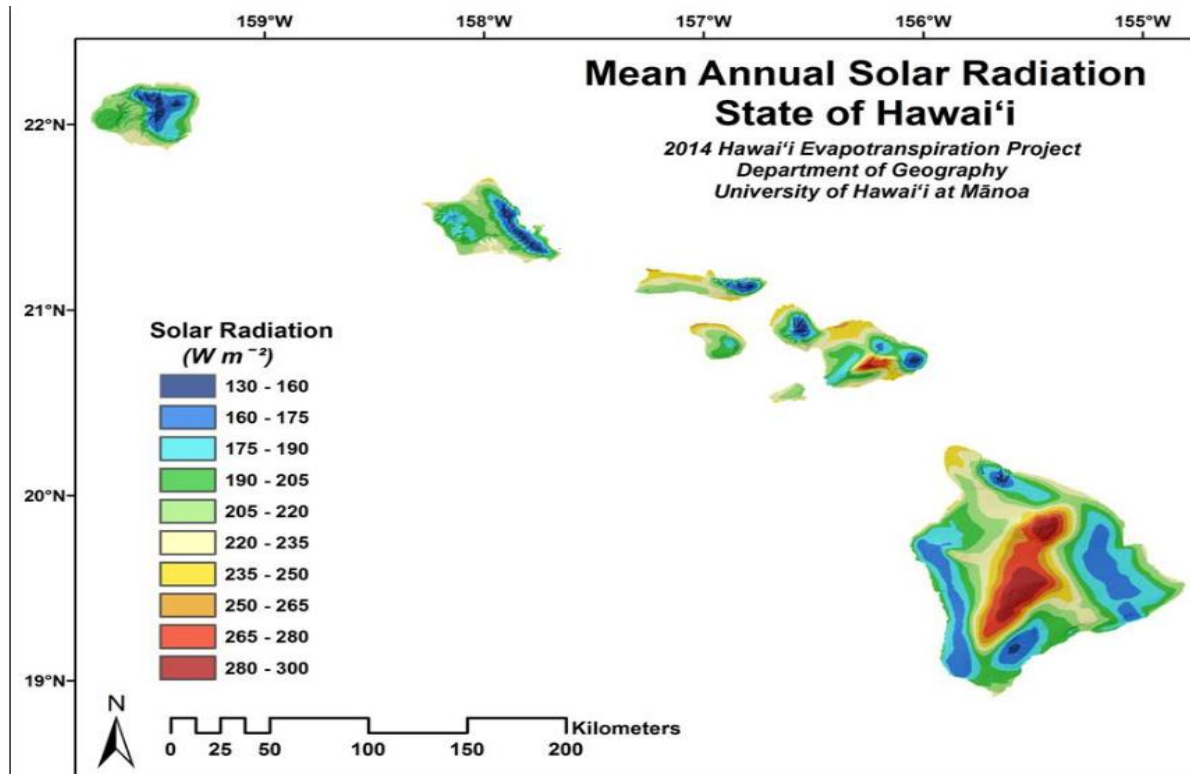 159°W 158°W 157°W 156°W 155°W
Mean Annual Solar Radiation
State of Hawai‘i
2014 Hawai‘i Evapotranspiration Project
Department of Geography
University of Hawai‘i at Mānoa
22°N
21°N
20°N
19°N
Solar Radiation
(W m⁻²)
130 - 160
160 - 175
175 - 190
190 - 205
205 - 220
220 - 235
235 - 250
250 - 265
265 - 280
280 - 300
N
Kilometers
0 25 50 100 150 200